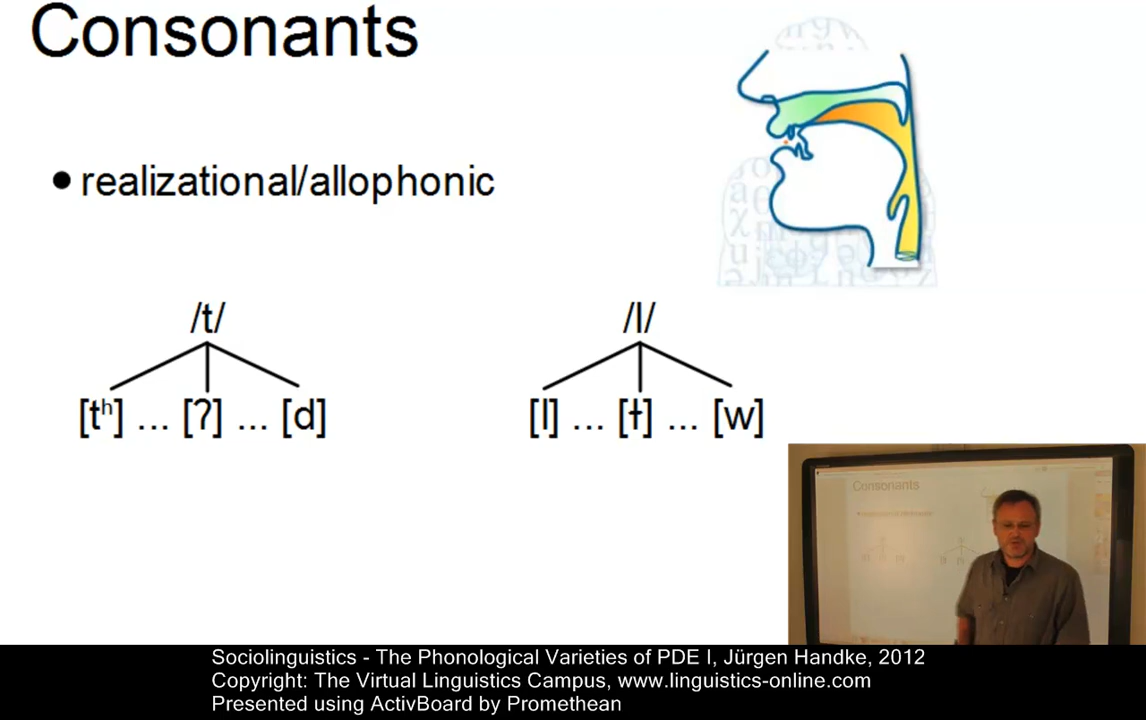 Consonants
● realizational/allophonic
/t/
/l/
[tʰ] ... [ʔ] ... [d]
[l] ... [ɫ] ... [w]
Consonants
Sociolinguistics - The Phonological Varieties of PDE I, Jürgen Handke, 2012
Copyright: The Virtual Linguistics Campus, www.linguistics-online.com
Presented using ActivBoard by Promethean